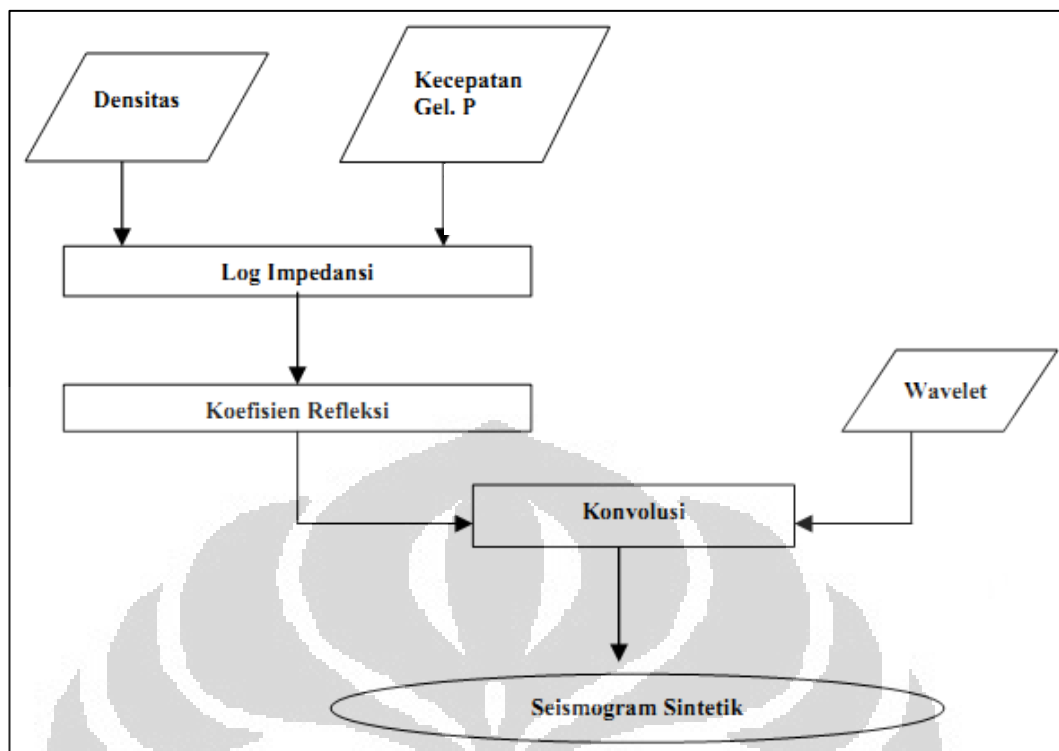 Densitas
Kecepatan
Gel. P
Log Impedansi
Koefisien Refleksi
Wavelet
Konvolusi
Seismogram Sintetik